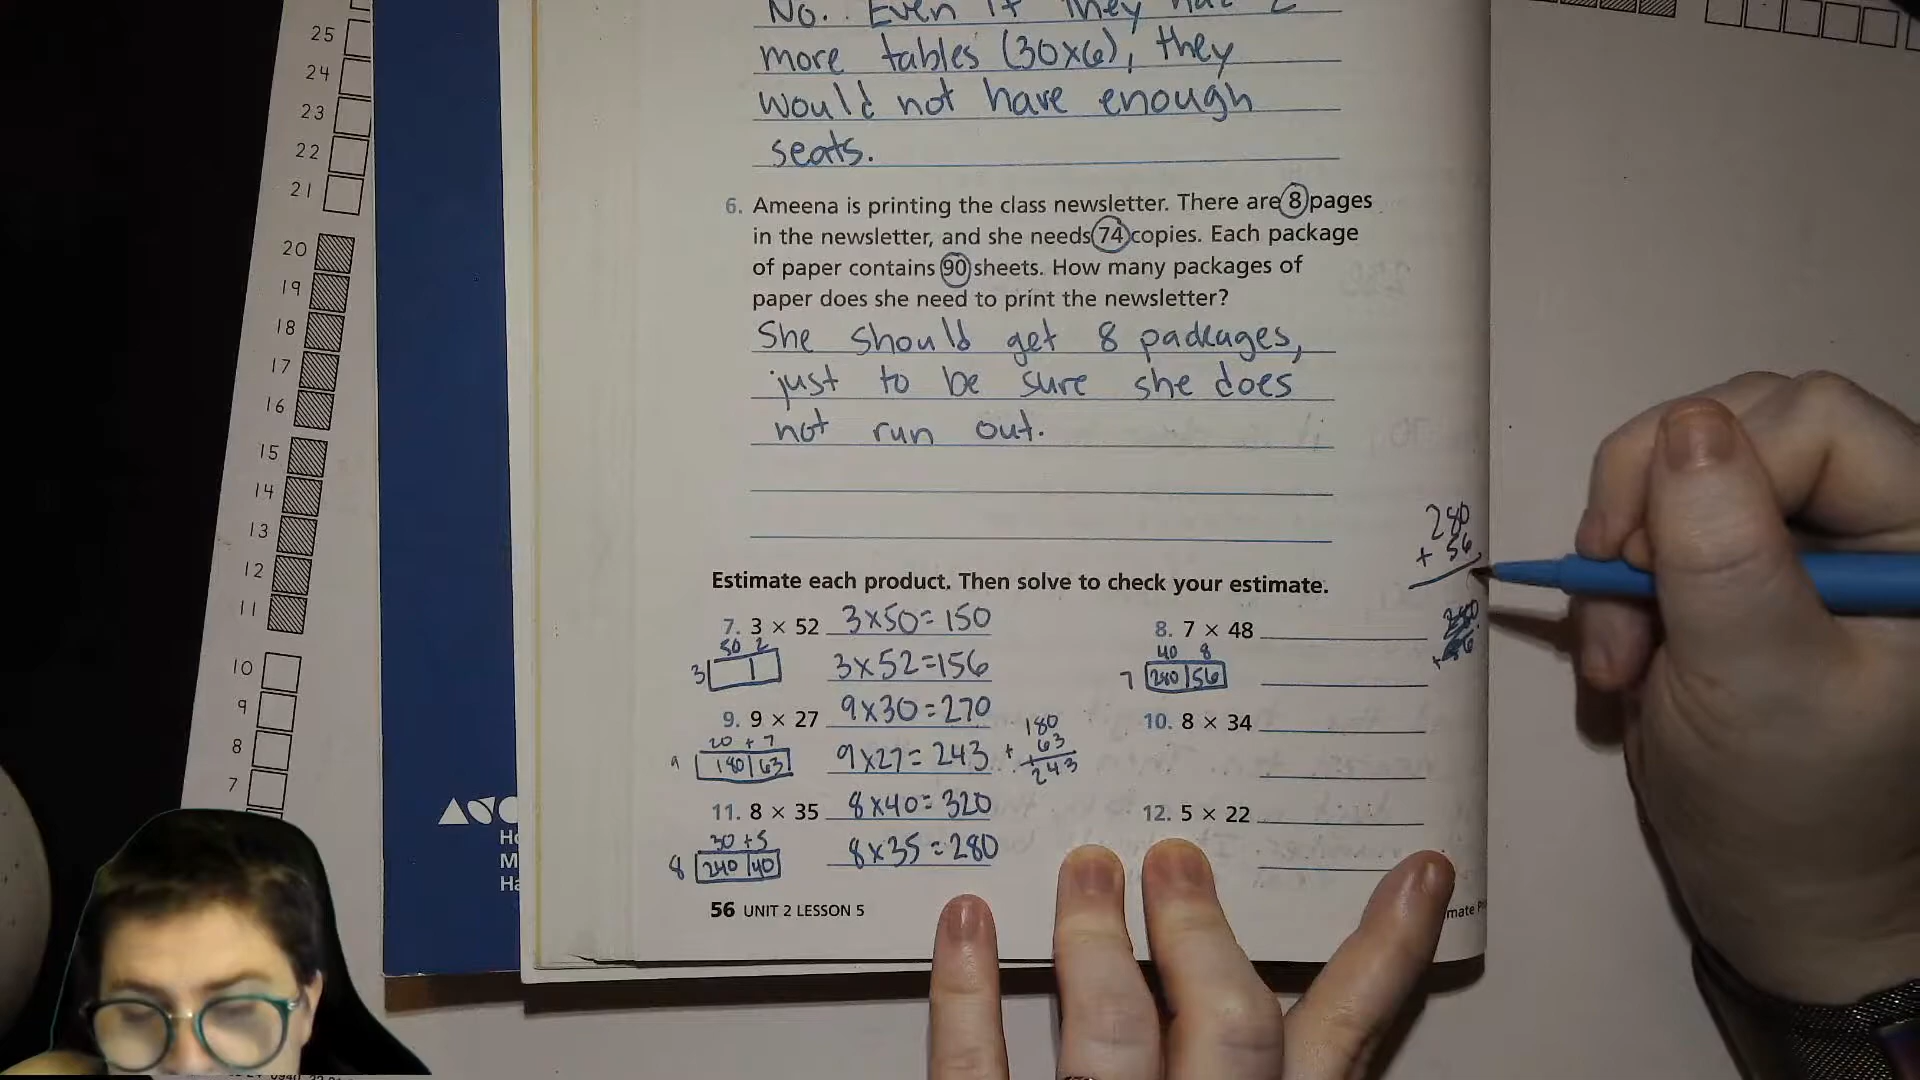 No. Even if they had 2
more tables (30x6), they
would not have enough
seats.
6. Ameena is printing the class newsletter. There are 8 pages
in the newsletter, and she needs 74 copies. Each package
of paper contains 90 sheets. How many packages of
paper does she need to print the newsletter?
She should get 8 packages,
just to be sure she does
not run out.
280
+ 56
Estimate each product. Then solve to check your estimate.
7. 3 × 52 3x50=150
50 2
3
3x52=156
8. 7 × 48
40 8
7 280 56
9. 9 × 27 9x30=270
20 + 7
9 180 63
9x27=243
180
+ 63
243
10. 8 × 34
11. 8 × 35 8x40=320
30 +5
8 240 40
8x35=280
12. 5 × 22
56 UNIT 2 LESSON 5
25
24
23
22
21
20
19
18
17
16
15
14
13
12
11
10
9
8
7